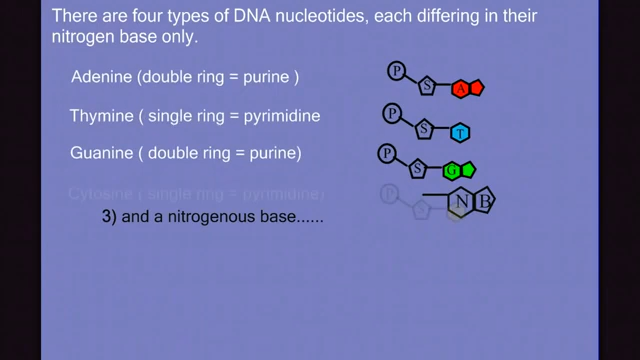 There are four types of DNA nucleotides, each differing in their
nitrogen base only.
Adenine (double ring = purine )
P S A
Thymine ( single ring = pyrimidine
P S T
Guanine ( double ring = purine)
P S G
Cytosine ( single ring = pyrimidine)
P S N B
3) and a nitrogenous base......